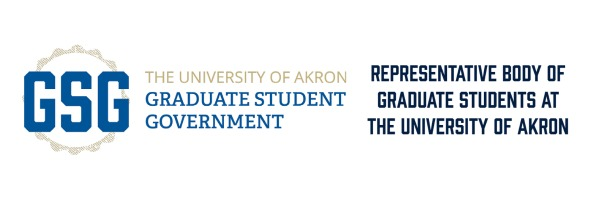 GSG
THE UNIVERSITY OF AKRON
GRADUATE STUDENT
GOVERNMENT
REPRESENTATIVE BODY OF
GRADUATE STUDENTS AT
THE UNIVERSITY OF AKRON